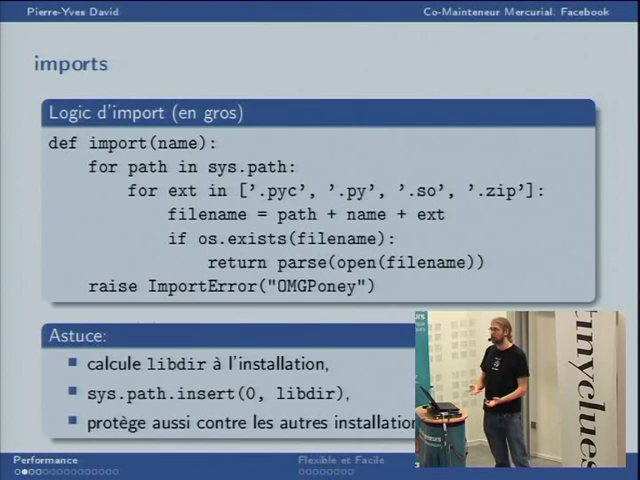 Pierre-Yves David
Co-Mainteneur Mercurial. Facebook
imports
Logic d'import (en gros)
def import(name):
for path in sys.path:
for ext in ['.pyc', '.py', '.so', '.zip']:
filename = path + name + ext
if os.exists(filename):
return parse(open(filename))
raise ImportError("OMGPoney")
Astuce:
calcule libdir à l'installation,
sys.path.insert(0, libdir),
protège aussi contre les autres installation
tinyclues
Performance
Flexible et Facile